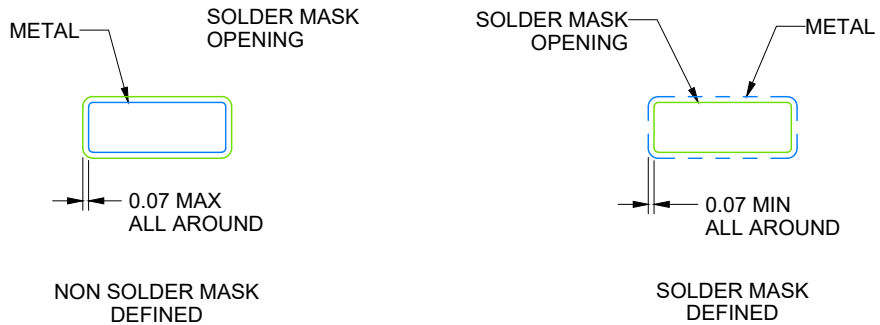 METAL
SOLDER MASK
OPENING
0.07 MAX
ALL AROUND
NON SOLDER MASK
DEFINED
SOLDER MASK
OPENING
METAL
0.07 MIN
ALL AROUND
SOLDER MASK
DEFINED